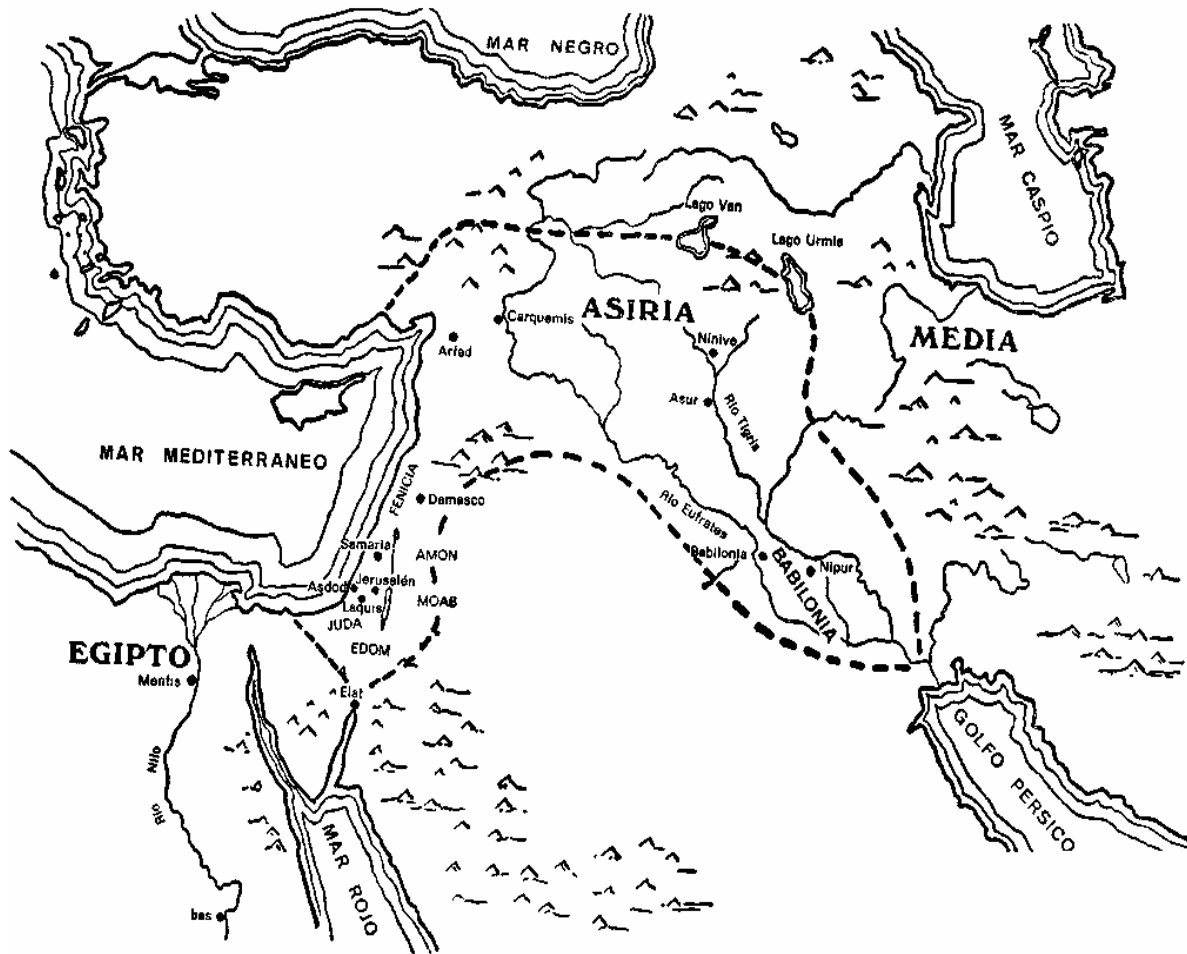 MAR NEGRO
MAR CASPIO
Lago Van
Lago Urmia
ASIRIA
Carquemis
MEDIA
Arfad
Nínive
Asur
Río Tigris
MAR MEDITERRANEO
FENICIA
Damasco
Río Eufrates
Samaria
AMON
Babilonia
BABILONIA
Nipur
Asdod
Jerusalén
Laquis
MOAB
JUDA
EGIPTO
EDOM
Menfis
Elat
GOLFO PERSICO
Río Nilo
MAR ROJO
bas